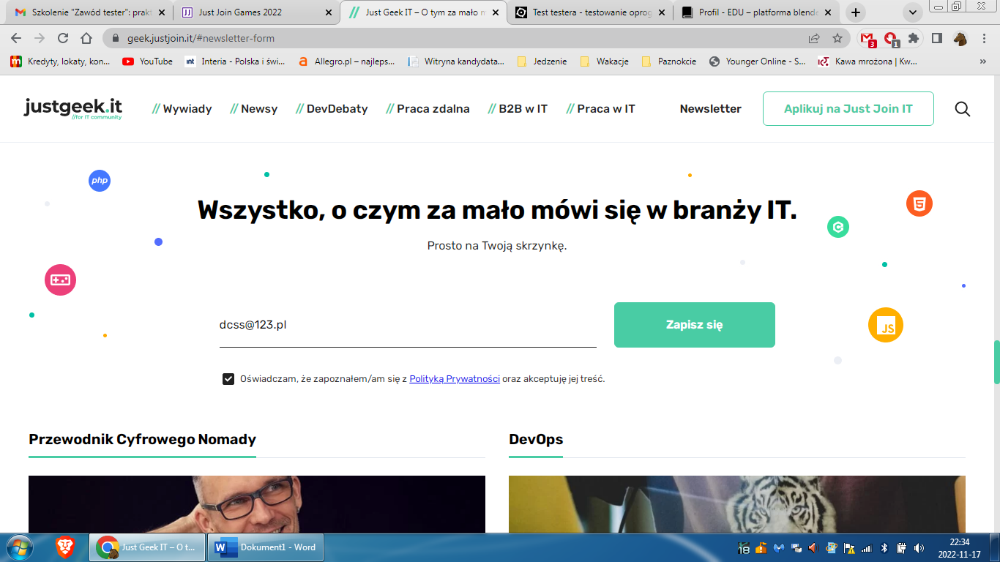 Szkolenie "Zawód tester": prakt
Just Join Games 2022
Just Geek IT – O tym za mało m
Test testera - testowanie oprog
Profil - EDU – platforma blende
geek.justjoin.it/#newsletter-form
3
1
Kredyty, lokaty, kon...
YouTube
int
Interia - Polska i świ...
a
Allegro.pl – najleps...
Witryna kandydata...
Jedzenie
Wakacje
Paznokcie
Younger Online - S...
Kawa mrożona | Kw...
»
justgeek.it
//for IT community
// Wywiady
// Newsy
// DevDebaty
// Praca zdalna
// B2B w IT
// Praca w IT
Newsletter
Aplikuj na Just Join IT
php
Wszystko, o czym za mało mówi się w branży IT.
Prosto na Twoją skrzynkę.
dcss@123.pl
Zapisz się
JS
Oświadczam, że zapoznałem/am się z Polityką Prywatności oraz akceptuję jej treść.
Przewodnik Cyfrowego Nomady
DevOps
Just Geek IT – O t...
Dokument1 - Word
18
22:34
2022-11-17